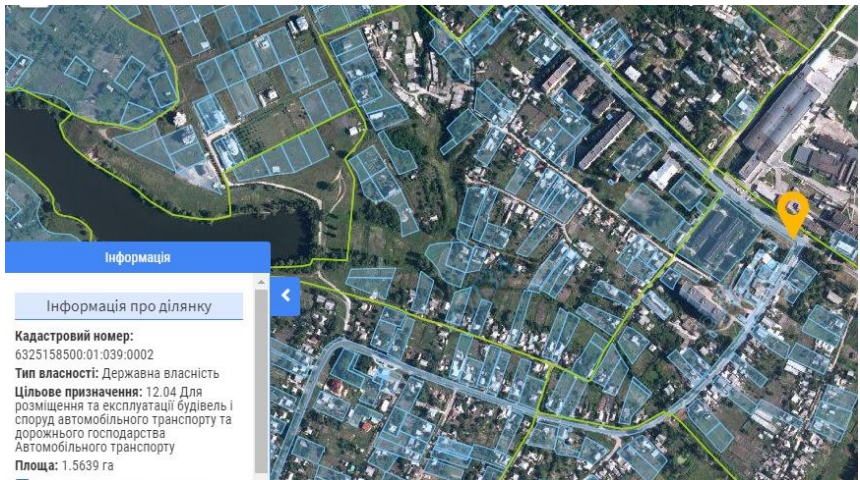 Інформація
Інформація про ділянку
Кадастровий номер:
6325158500:01:039:0002
Тип власності: Державна власність
Цільове призначення: 12.04 Для
розміщення та експлуатації будівель і
споруд автомобільного транспорту та
дорожнього господарства
Автомобільного транспорту
Площа: 1.5639 га